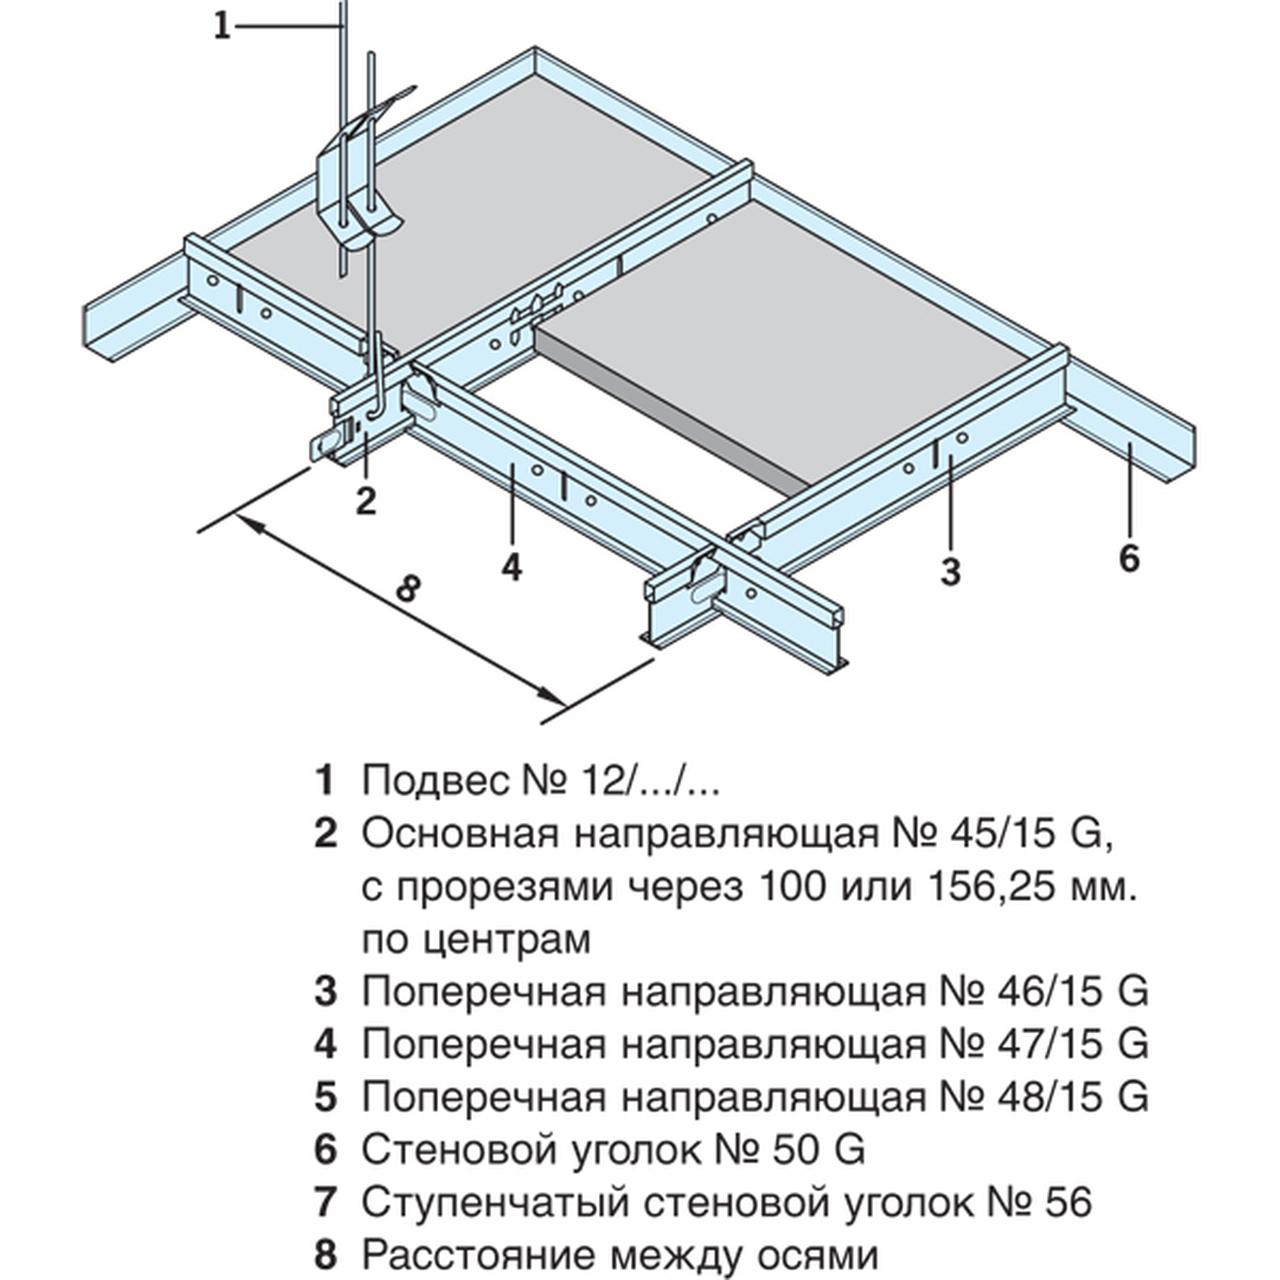 1
2
4
3
6
8
1 Подвес № 12/.../...
2 Основная направляющая № 45/15 G,
с прорезями через 100 или 156,25 мм.
по центрам
3 Поперечная направляющая № 46/15 G
4 Поперечная направляющая № 47/15 G
5 Поперечная направляющая № 48/15 G
6 Стеновой уголок № 50 G
7 Ступенчатый стеновой уголок № 56
8 Расстояние между осями